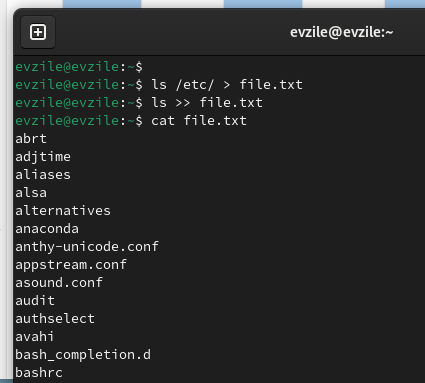 evzile@evzile:~
evzile@evzile:~$
evzile@evzile:~$ ls /etc/ > file.txt
evzile@evzile:~$ ls >> file.txt
evzile@evzile:~$ cat file.txt
abrt
adjtime
aliases
alsa
alternatives
anaconda
anthy-unicode.conf
appstream.conf
asound.conf
audit
authselect
avahi
bash_completion.d
bashrc